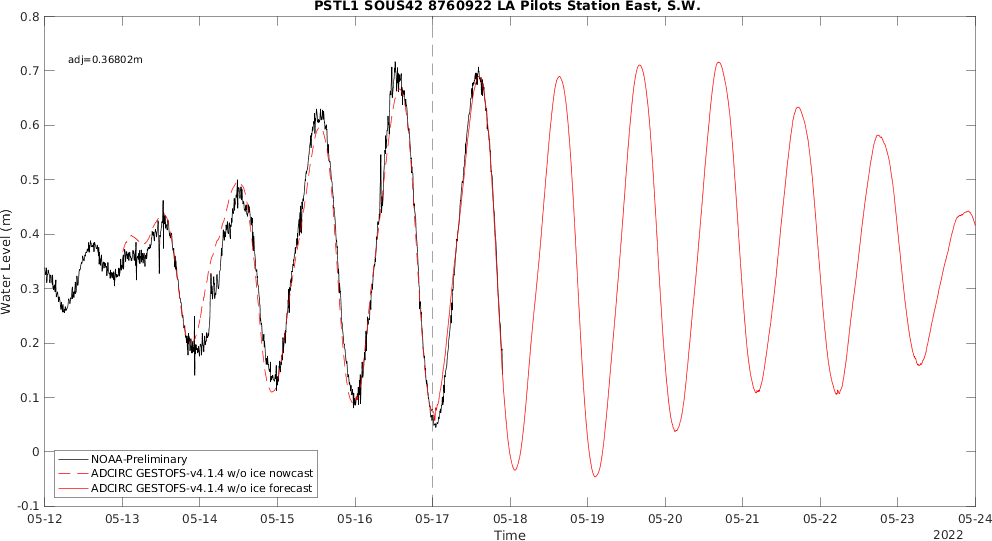 PSTL1 SOUS42 8760922 LA Pilots Station East, S.W.
adj=0.36802m
0.8
0.7
0.6
0.5
0.4
0.3
0.2
0.1
0
-0.1
Water Level (m)
NOAA-Preliminary
ADCIRC GESTOFS-v4.1.4 w/o ice nowcast
ADCIRC GESTOFS-v4.1.4 w/o ice forecast
05-12 05-13 05-14 05-15 05-16 05-17 05-18 05-19 05-20 05-21 05-22 05-23 05-24
Time
2022